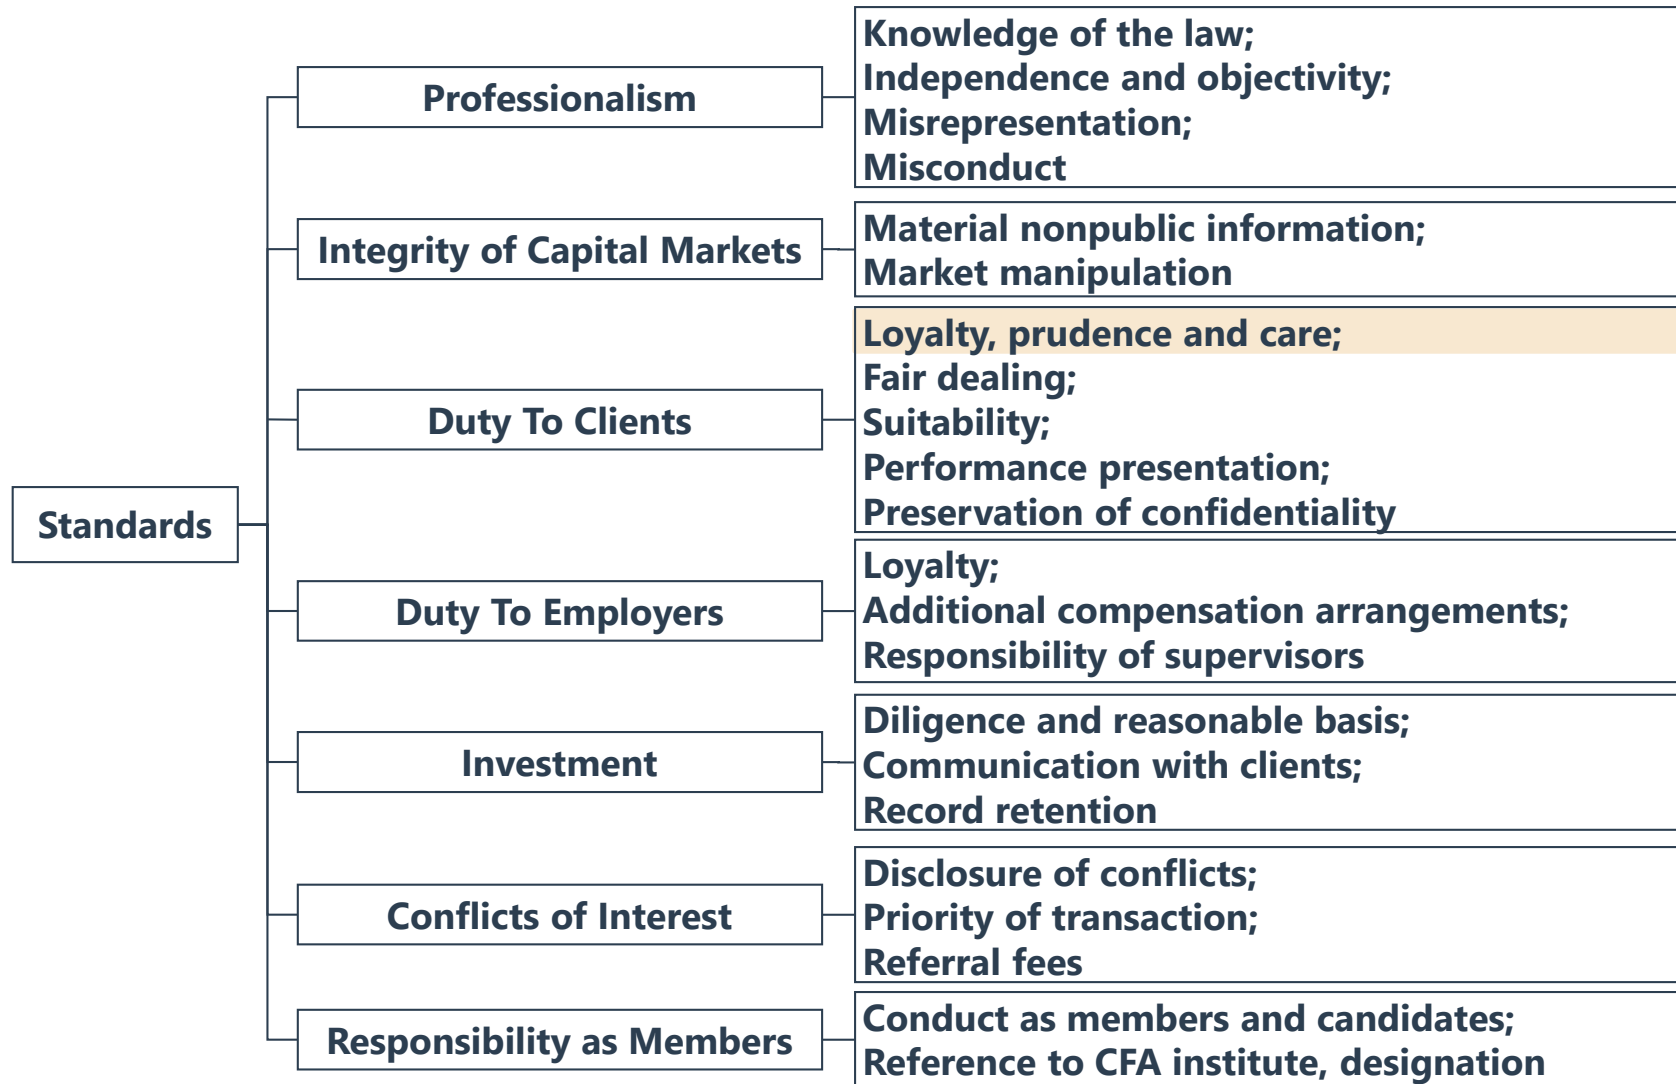 Standards
Professionalism
Knowledge of the law;
Independence and objectivity;
Misrepresentation;
Misconduct
Integrity of Capital Markets
Material nonpublic information;
Market manipulation
Duty To Clients
Loyalty, prudence and care;
Fair dealing;
Suitability;
Performance presentation;
Preservation of confidentiality
Duty To Employers
Loyalty;
Additional compensation arrangements;
Responsibility of supervisors
Investment
Diligence and reasonable basis;
Communication with clients;
Record retention
Conflicts of Interest
Disclosure of conflicts;
Priority of transaction;
Referral fees
Responsibility as Members
Conduct as members and candidates;
Reference to CFA institute, designation